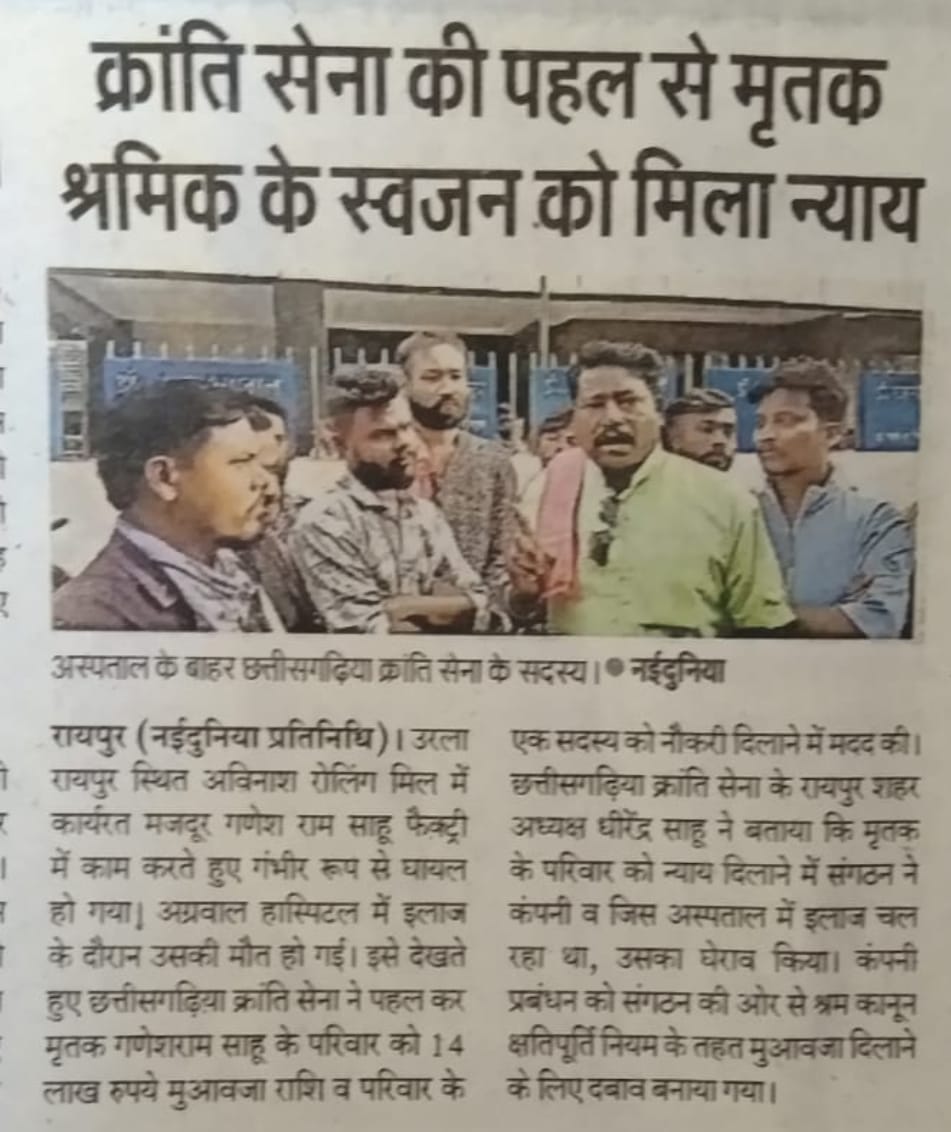 क्रांति सेना की पहल से मृतक
श्रमिक के स्वजन को मिला न्याय
अस्पताल के बाहर छत्तीसगढ़िया क्रांति सेना के सदस्य। ● नईदुनिया
रायपुर (नईदुनिया प्रतिनिधि)। उरला
रायपुर स्थित अविनाश रोलिंग मिल में
कार्यरत मजदूर गणेश राम साहू फैक्ट्री
में काम करते हुए गंभीर रूप से घायल
हो गया। अग्रवाल हास्पिटल में इलाज
के दौरान उसकी मौत हो गई। इसे देखते
हुए छत्तीसगढ़िया क्रांति सेना ने पहल कर
मृतक गणेशराम साहू के परिवार को 14
लाख रुपये मुआवजा राशि व परिवार के
एक सदस्य को नौकरी दिलाने में मदद की।
छत्तीसगढ़िया क्रांति सेना के रायपुर शहर
अध्यक्ष धीरेंद्र साहू ने बताया कि मृतक
के परिवार को न्याय दिलाने में संगठन ने
कंपनी व जिस अस्पताल में इलाज चल
रहा था, उसका घेराव किया। कंपनी
प्रबंधन को संगठन की ओर से श्रम कानून
क्षतिपूर्ति नियम के तहत मुआवजा दिलाने
के लिए दबाव बनाया गया।